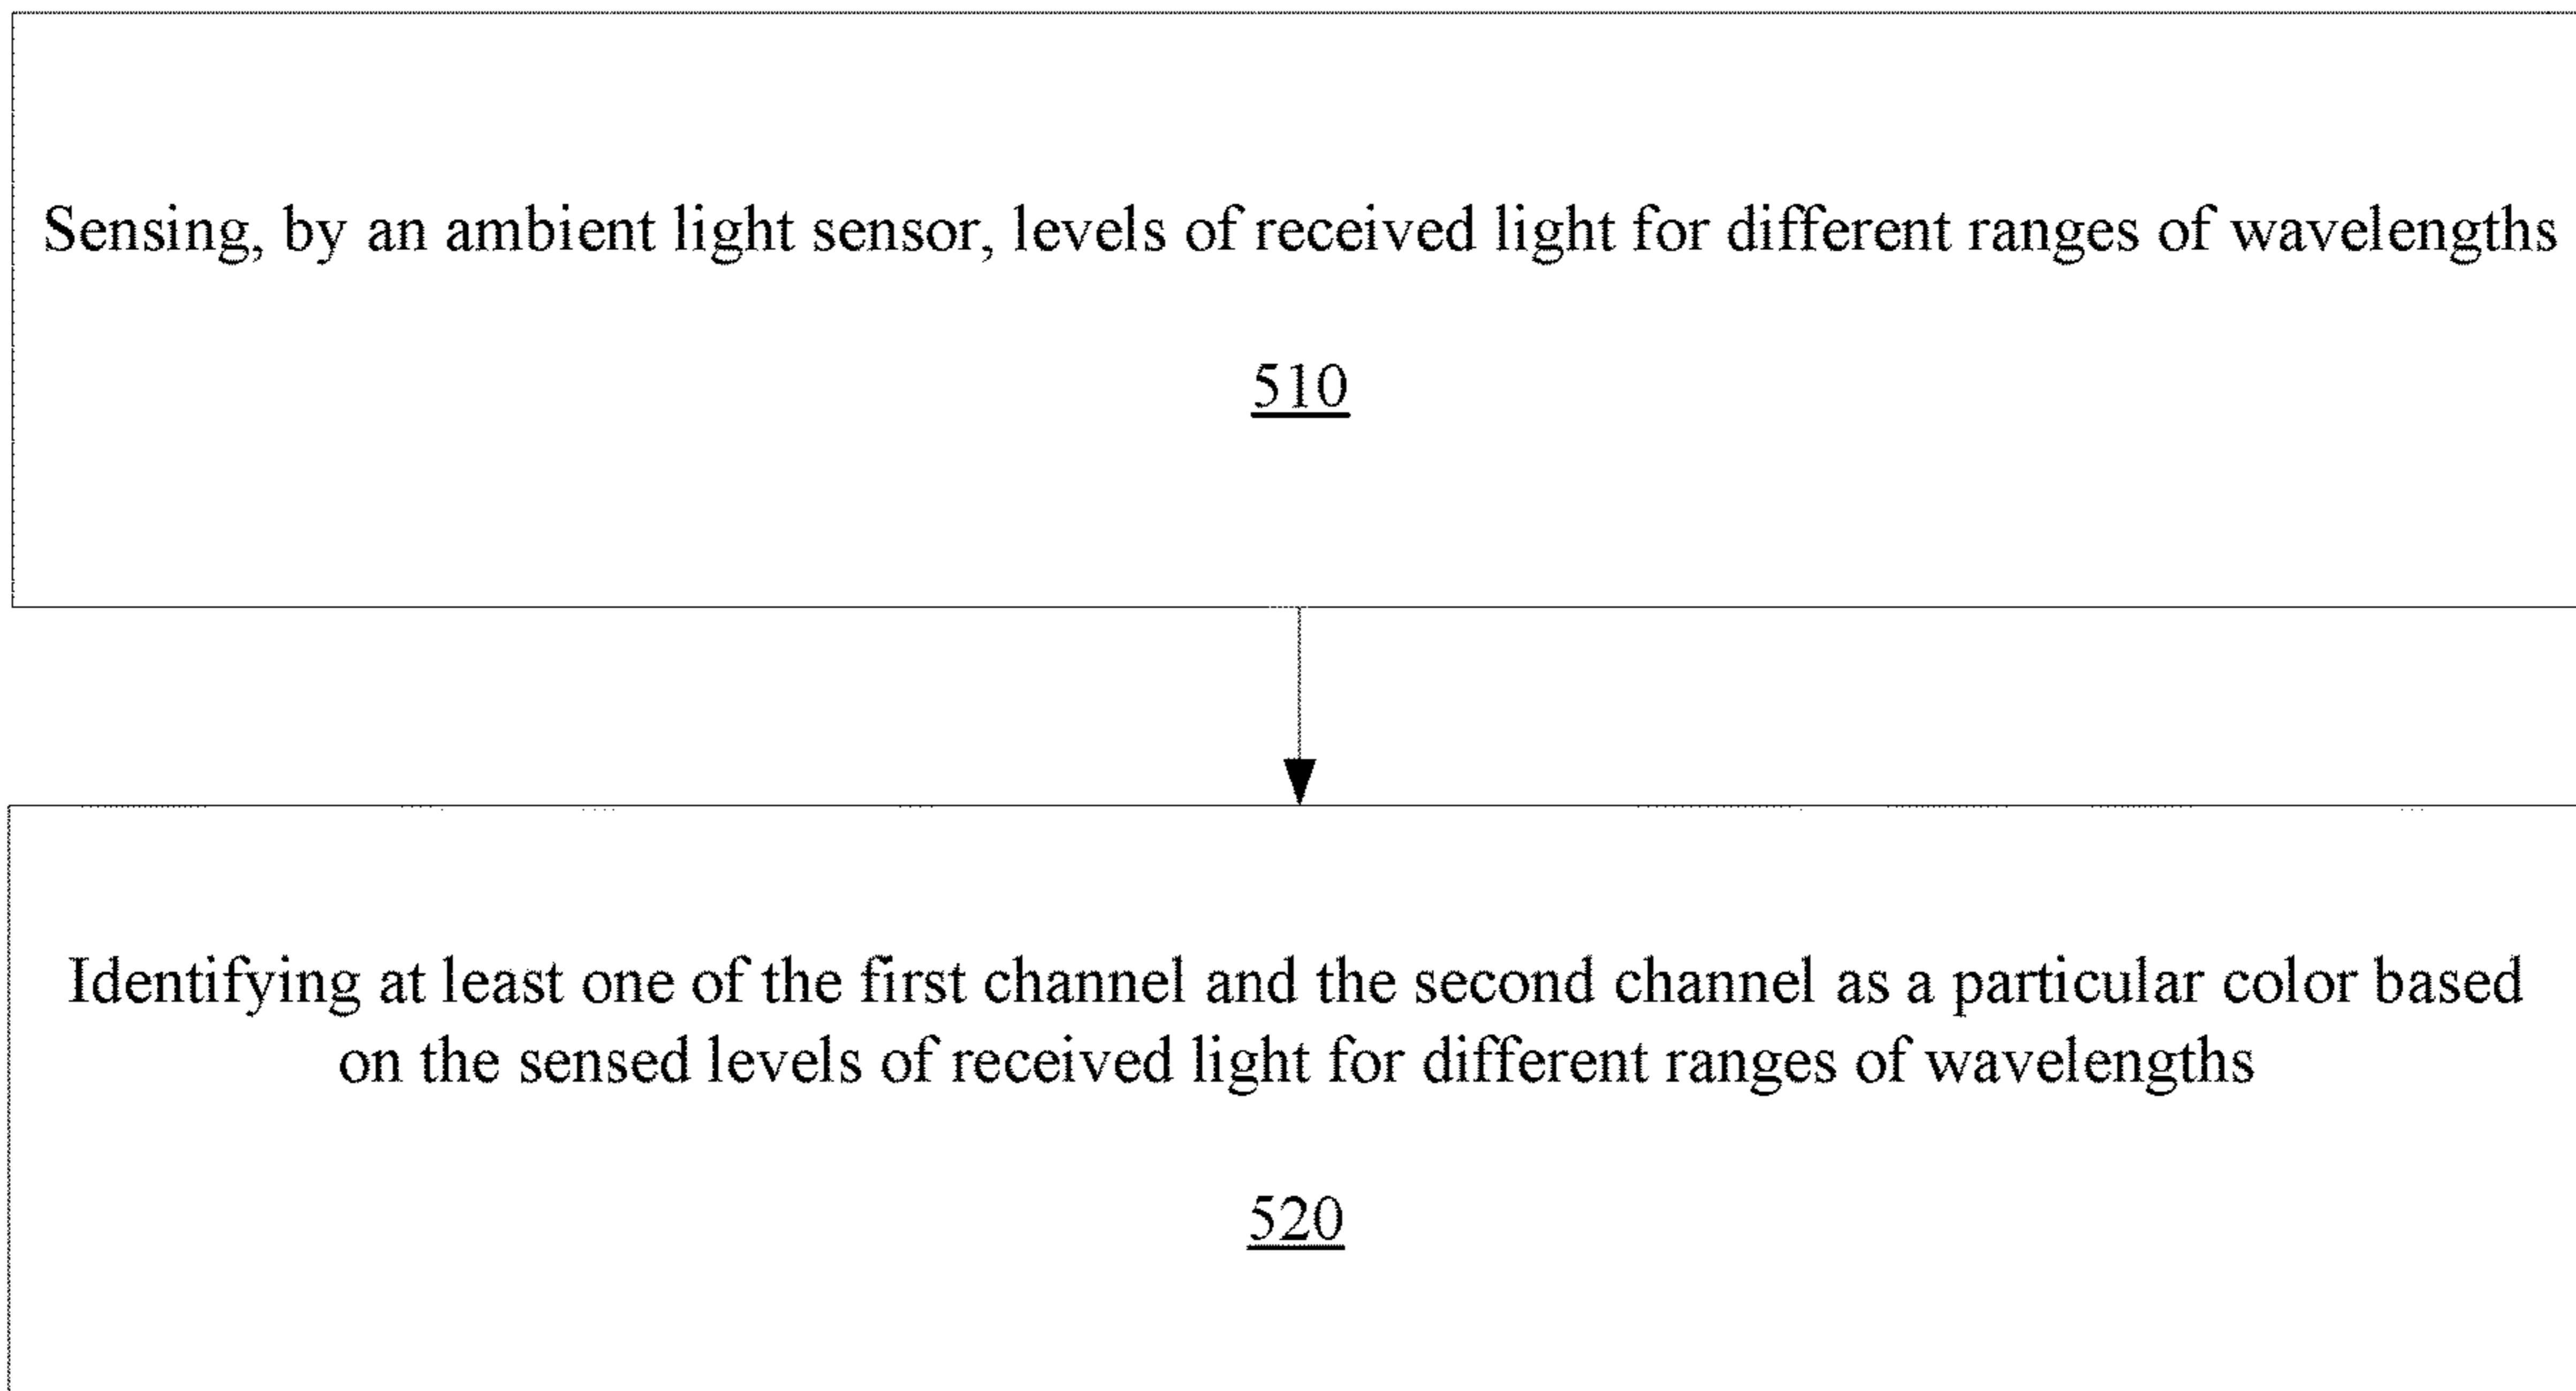 Sensing, by an ambient light sensor, levels of received light for different ranges of wavelengths
510
Identifying at least one of the first channel and the second channel as a particular color based
on the sensed levels of received light for different ranges of wavelengths
520